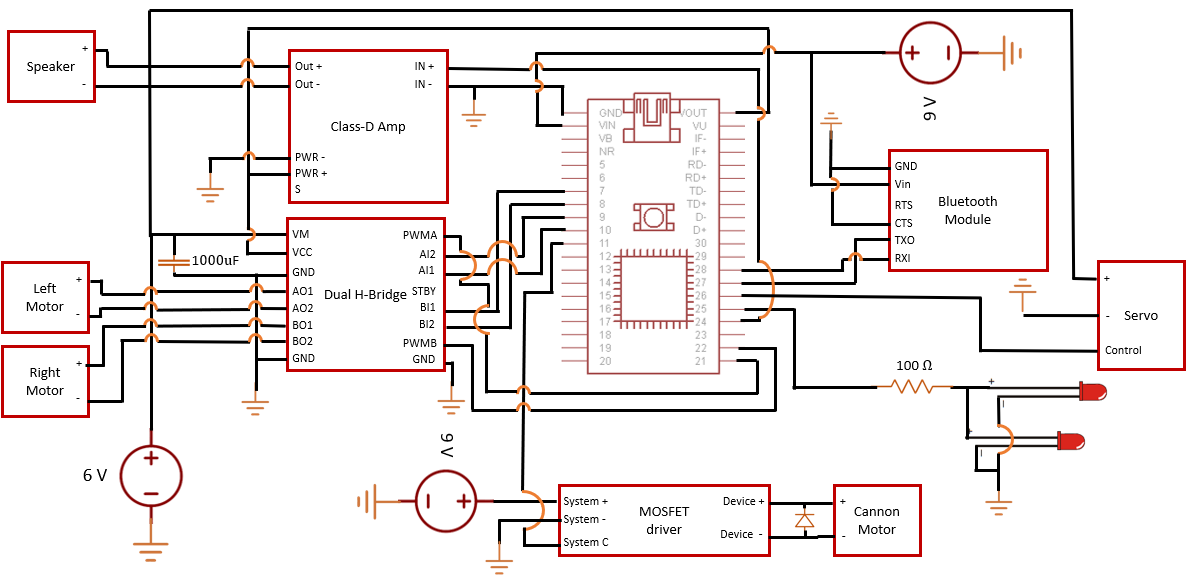 Speaker
+
-
Out +
Out -
IN +
IN -
Class-D Amp
PWR -
PWR +
S
+
9 V
GND
VIN
VB
NR
5
6
7
8
9
10
11
12
13
14
15
16
17
18
19
20
VOUT
VU
IF-
IF+
RD-
RD+
TD-
TD+
D-
D+
30
29
28
27
26
25
24
23
22
21
GND
Vin
RTS
CTS
TXO
RXI
Bluetooth
Module
VM
VCC
GND
AO1
AO2
BO1
BO2
GND
Dual H-Bridge
PWMA
AI2
AI1
STBY
BI1
BI2
PWMB
GND
1000uF
Left
Motor
+
-
Right
Motor
+
-
+
-
Servo
Control
100 Ω
+
-
+
-
6 V
+
-
9 V
+
System +
System -
System C
MOSFET
driver
Device +
Device -
+
-
Cannon
Motor